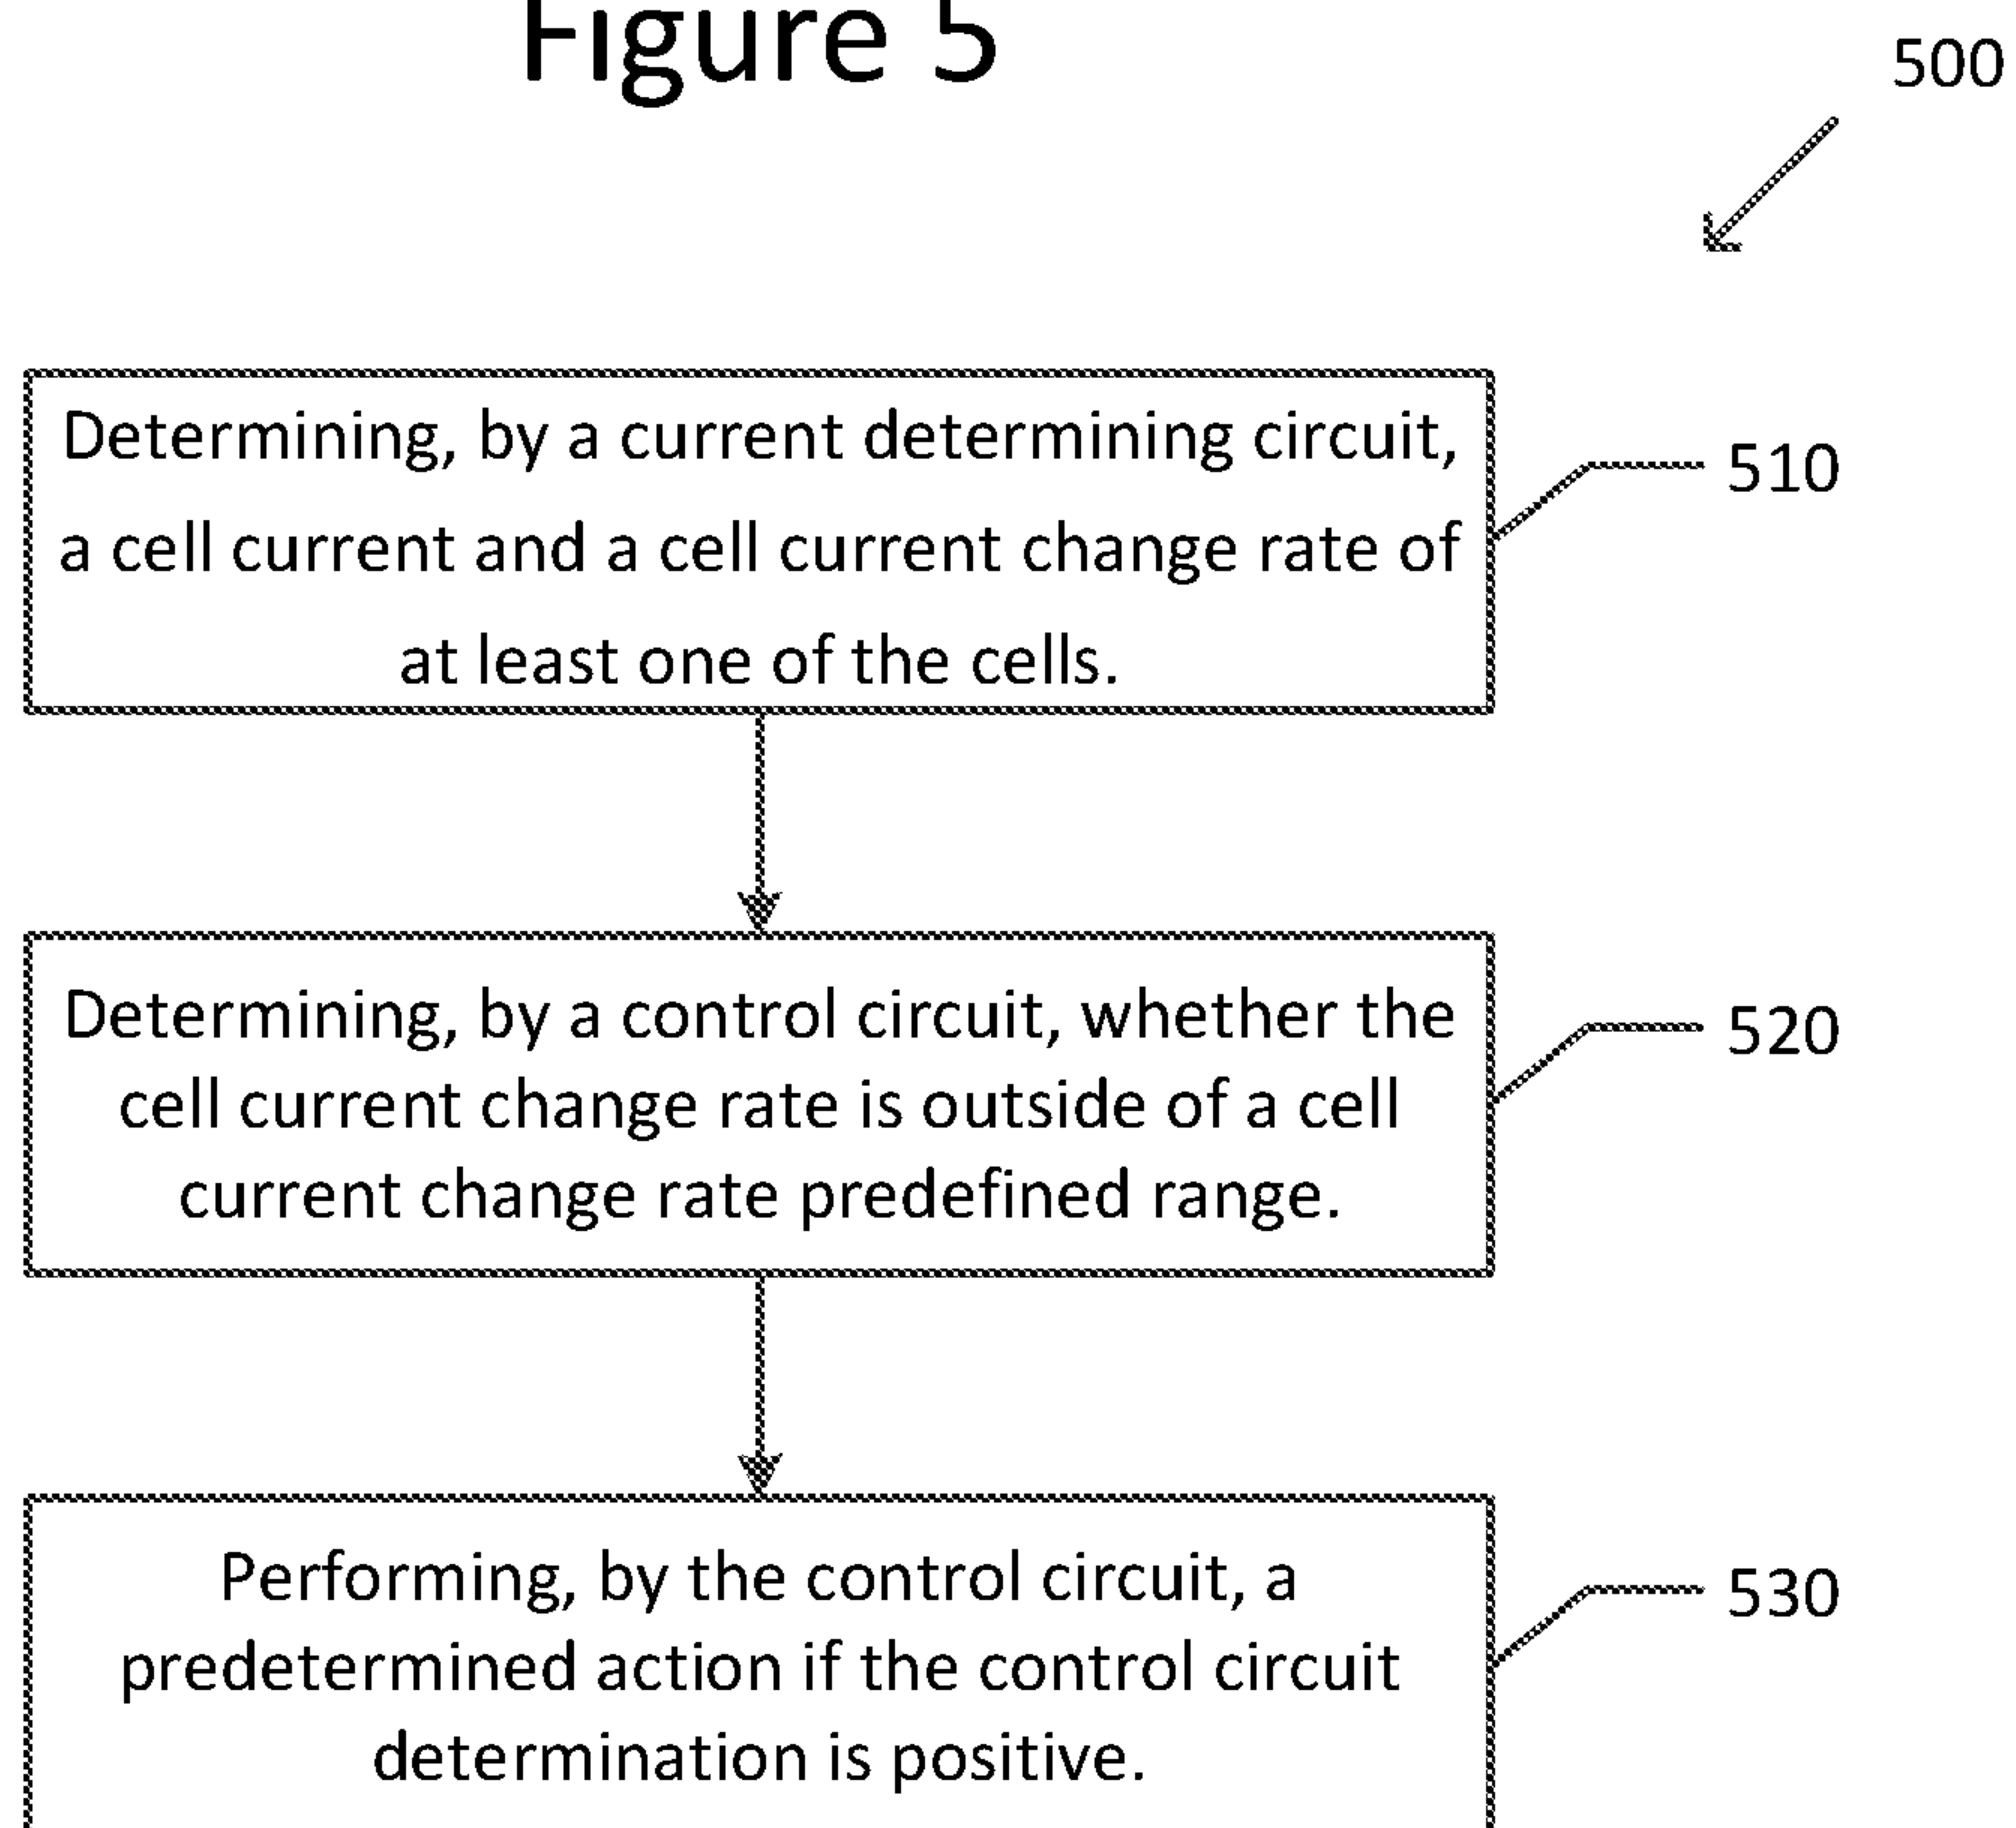 Figure 5
500
Determining, by a current determining circuit,
a cell current and a cell current change rate of
at least one of the cells.
510
Determining, by a control circuit, whether the
cell current change rate is outside of a cell
current change rate predefined range.
520
Performing, by the control circuit, a
predetermined action if the control circuit
determination is positive.
530